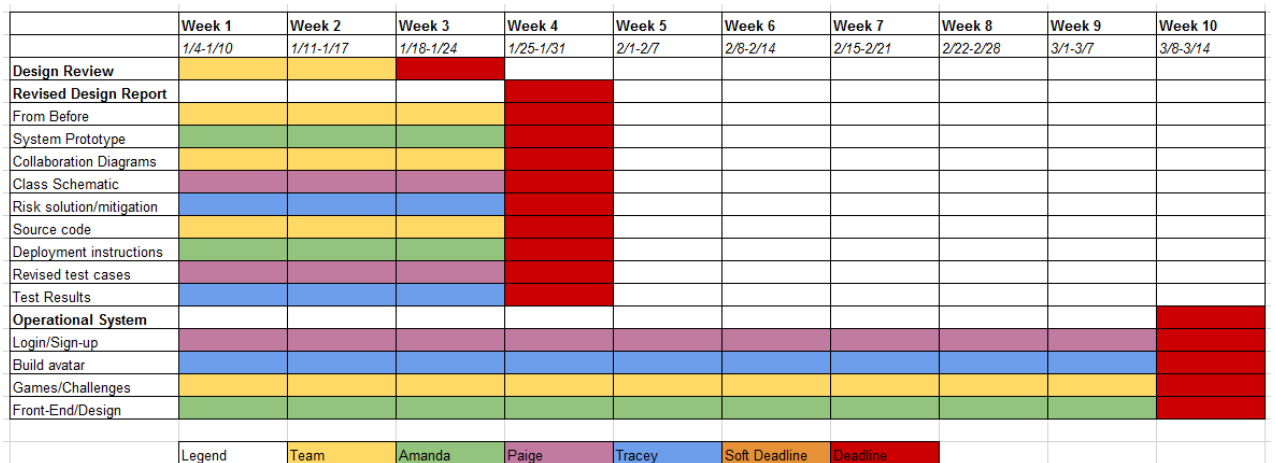 Week 1 Week 2 Week 3 Week 4 Week 5 Week 6 Week 7 Week 8 Week 9 Week 10
1/4-1/10 1/11-1/17 1/18-1/24 1/25-1/31 2/1-2/7 2/8-2/14 2/15-2/21 2/22-2/28 3/1-3/7 3/8-3/14
Design Review
Revised Design Report
From Before
System Prototype
Collaboration Diagrams
Class Schematic
Risk solution/mitigation
Source code
Deployment instructions
Revised test cases
Test Results
Operational System
Login/Sign-up
Build avatar
Games/Challenges
Front-End/Design
Legend Team Amanda Paige Tracey Soft Deadline Deadline